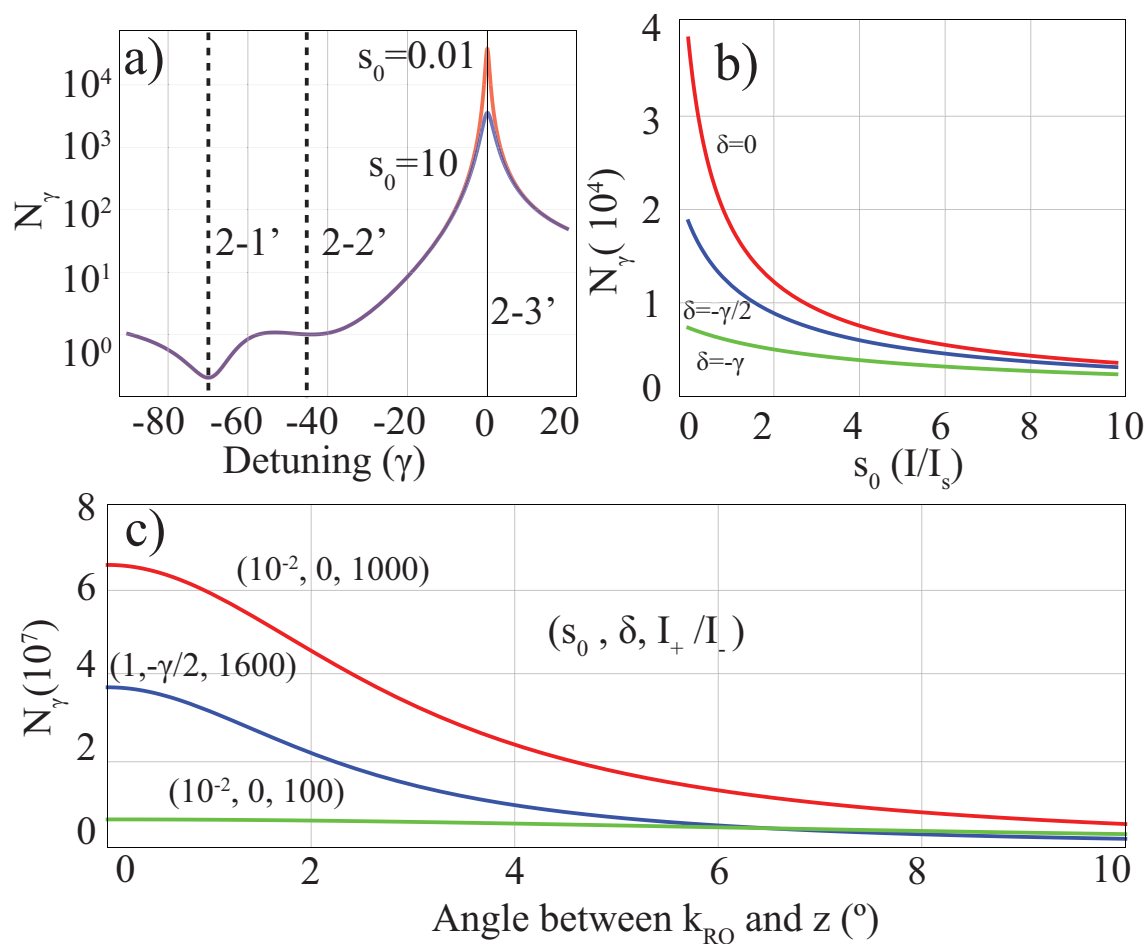 a)
s₀=0.01
s₀=10
2-1’
2-2’
2-3’
10⁴
10³
10²
10¹
10⁰
N_γ
-80 -60 -40 -20 0 20
Detuning (γ)
b)
δ=0
δ=-γ/2
δ=-γ
4
3
2
1
0
N_γ( 10⁴)
0 2 4 6 8 10
s₀ (I/I_s)
c)
(10⁻², 0, 1000)
(s₀ , δ, I₊ /I₋)
(1,-γ/2, 1600)
(10⁻², 0, 100)
8
6
4
2
0
N_γ(10⁷)
0 2 4 6 8 10
Angle between k_RO and z (º)